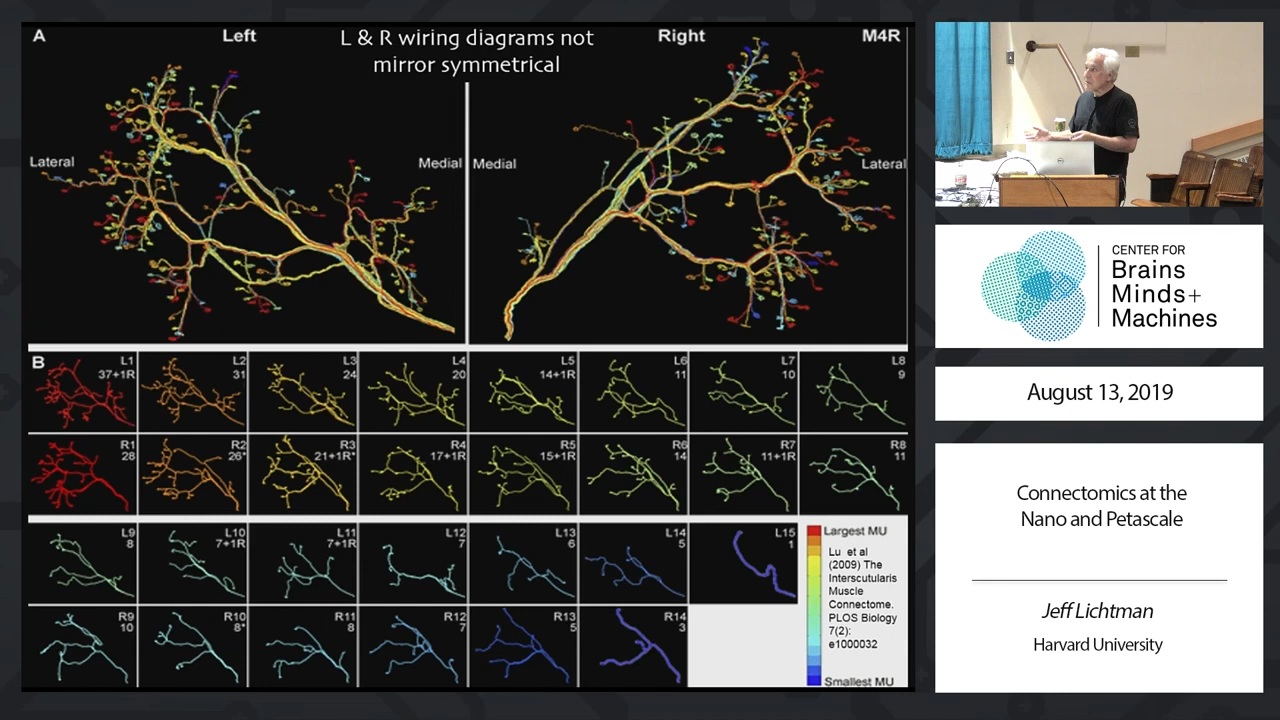 A
Left
L & R wiring diagrams not
mirror symmetrical
Right
M4R
Lateral
Medial
Medial
Lateral
B
L1
37+1R
L2
31
L3
24
L4
20
L5
14+1R
L6
11
L7
10
L8
9
R1
28
R2
26*
R3
21+1R*
R4
17+1R
R5
15+1R
R6
14
R7
11+1R
R8
11
L9
8
L10
7+1R
L11
7+1R
L12
7
L13
6
L14
5
L15
1
R9
10
R10
8*
R11
8
R12
7
R13
5
R14
3
Largest MU
Lu et al
(2009) The
Interscutularis
Muscle
Connectome.
PLOS Biology
7(2):
e1000032
Smallest MU
CENTER FOR
Brains
Minds+
Machines
August 13, 2019
Connectomics at the
Nano and Petascale
Jeff Lichtman
Harvard University